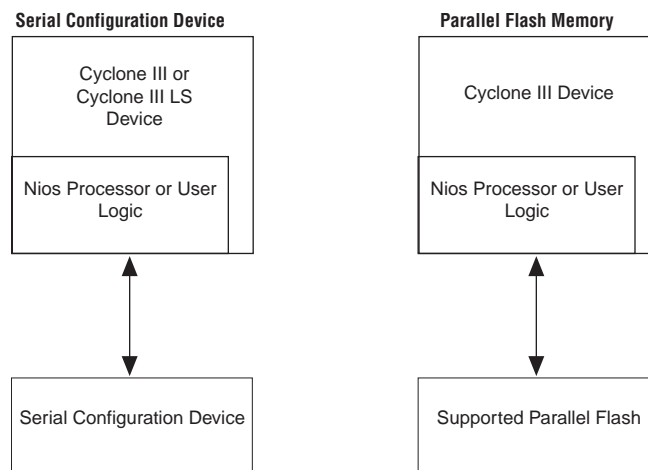 Serial Configuration Device
Cyclone III or
Cyclone III LS
Device
Nios Processor or User
Logic
Serial Configuration Device
Parallel Flash Memory
Cyclone III Device
Nios Processor or User
Logic
Supported Parallel Flash